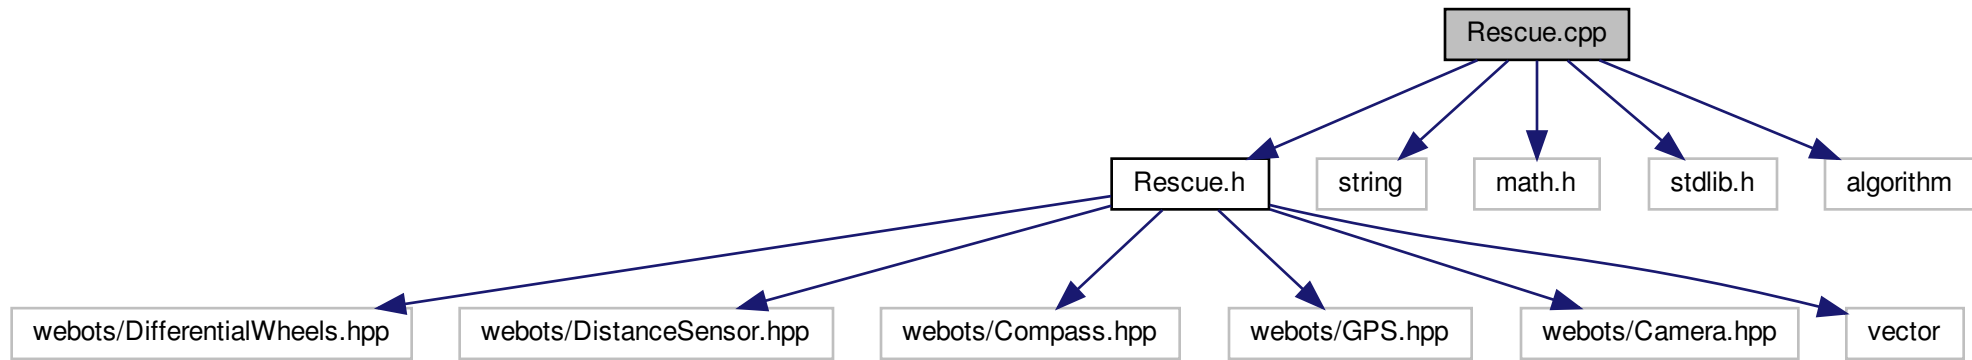 Rescue.cpp
Rescue.h
string
math.h
stdlib.h
algorithm
webots/DifferentialWheels.hpp
webots/DistanceSensor.hpp
webots/Compass.hpp
webots/GPS.hpp
webots/Camera.hpp
vector